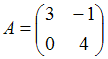 A = (3 -1
0 4)